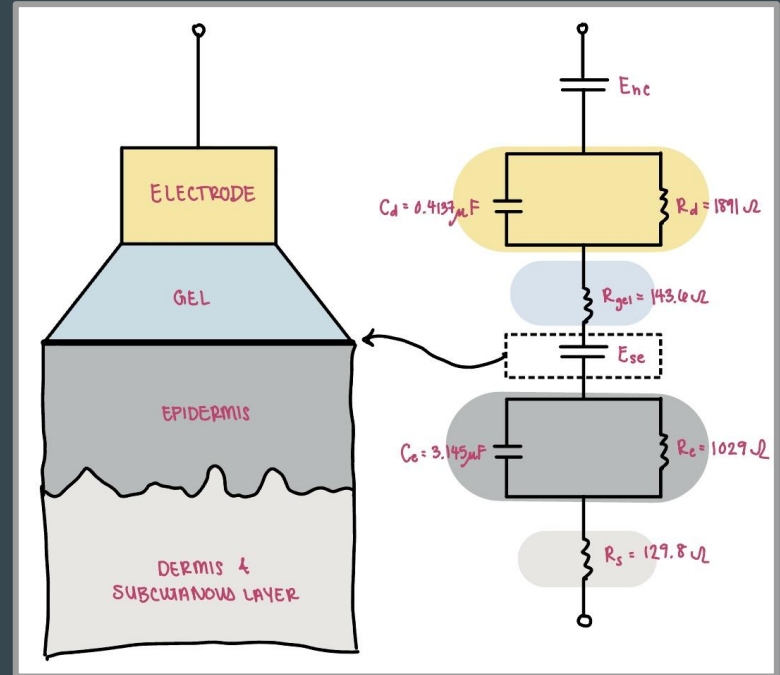 ELECTRODE
GEL
EPIDERMIS
DERMIS &
SUBCUTANOUS LAYER
Ehc
Cd = 0.4137μF
Rd = 1891 Ω
Rgel = 143.6 Ω
Ese
Ce = 3.145μF
Re = 1029 Ω
Rs = 129.8 Ω